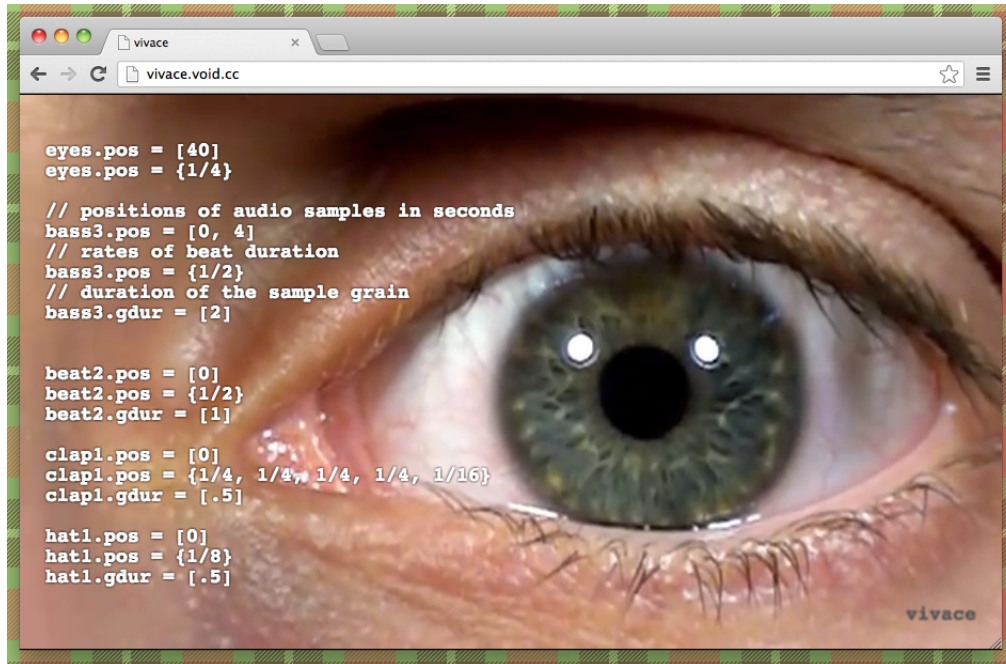 vivace
vivace.void.cc
eyes.pos = [40]
eyes.pos = {1/4}
// positions of audio samples in seconds
bass3.pos = [0, 4]
// rates of beat duration
bass3.pos = {1/2}
// duration of the sample grain
bass3.gdur = [2]
beat2.pos = [0]
beat2.pos = {1/2}
beat2.gdur = [1]
clap1.pos = [0]
clap1.pos = {1/4, 1/4, 1/4, 1/4, 1/16}
clap1.gdur = [.5]
hat1.pos = [0]
hat1.pos = {1/8}
hat1.gdur = [.5]
vivace